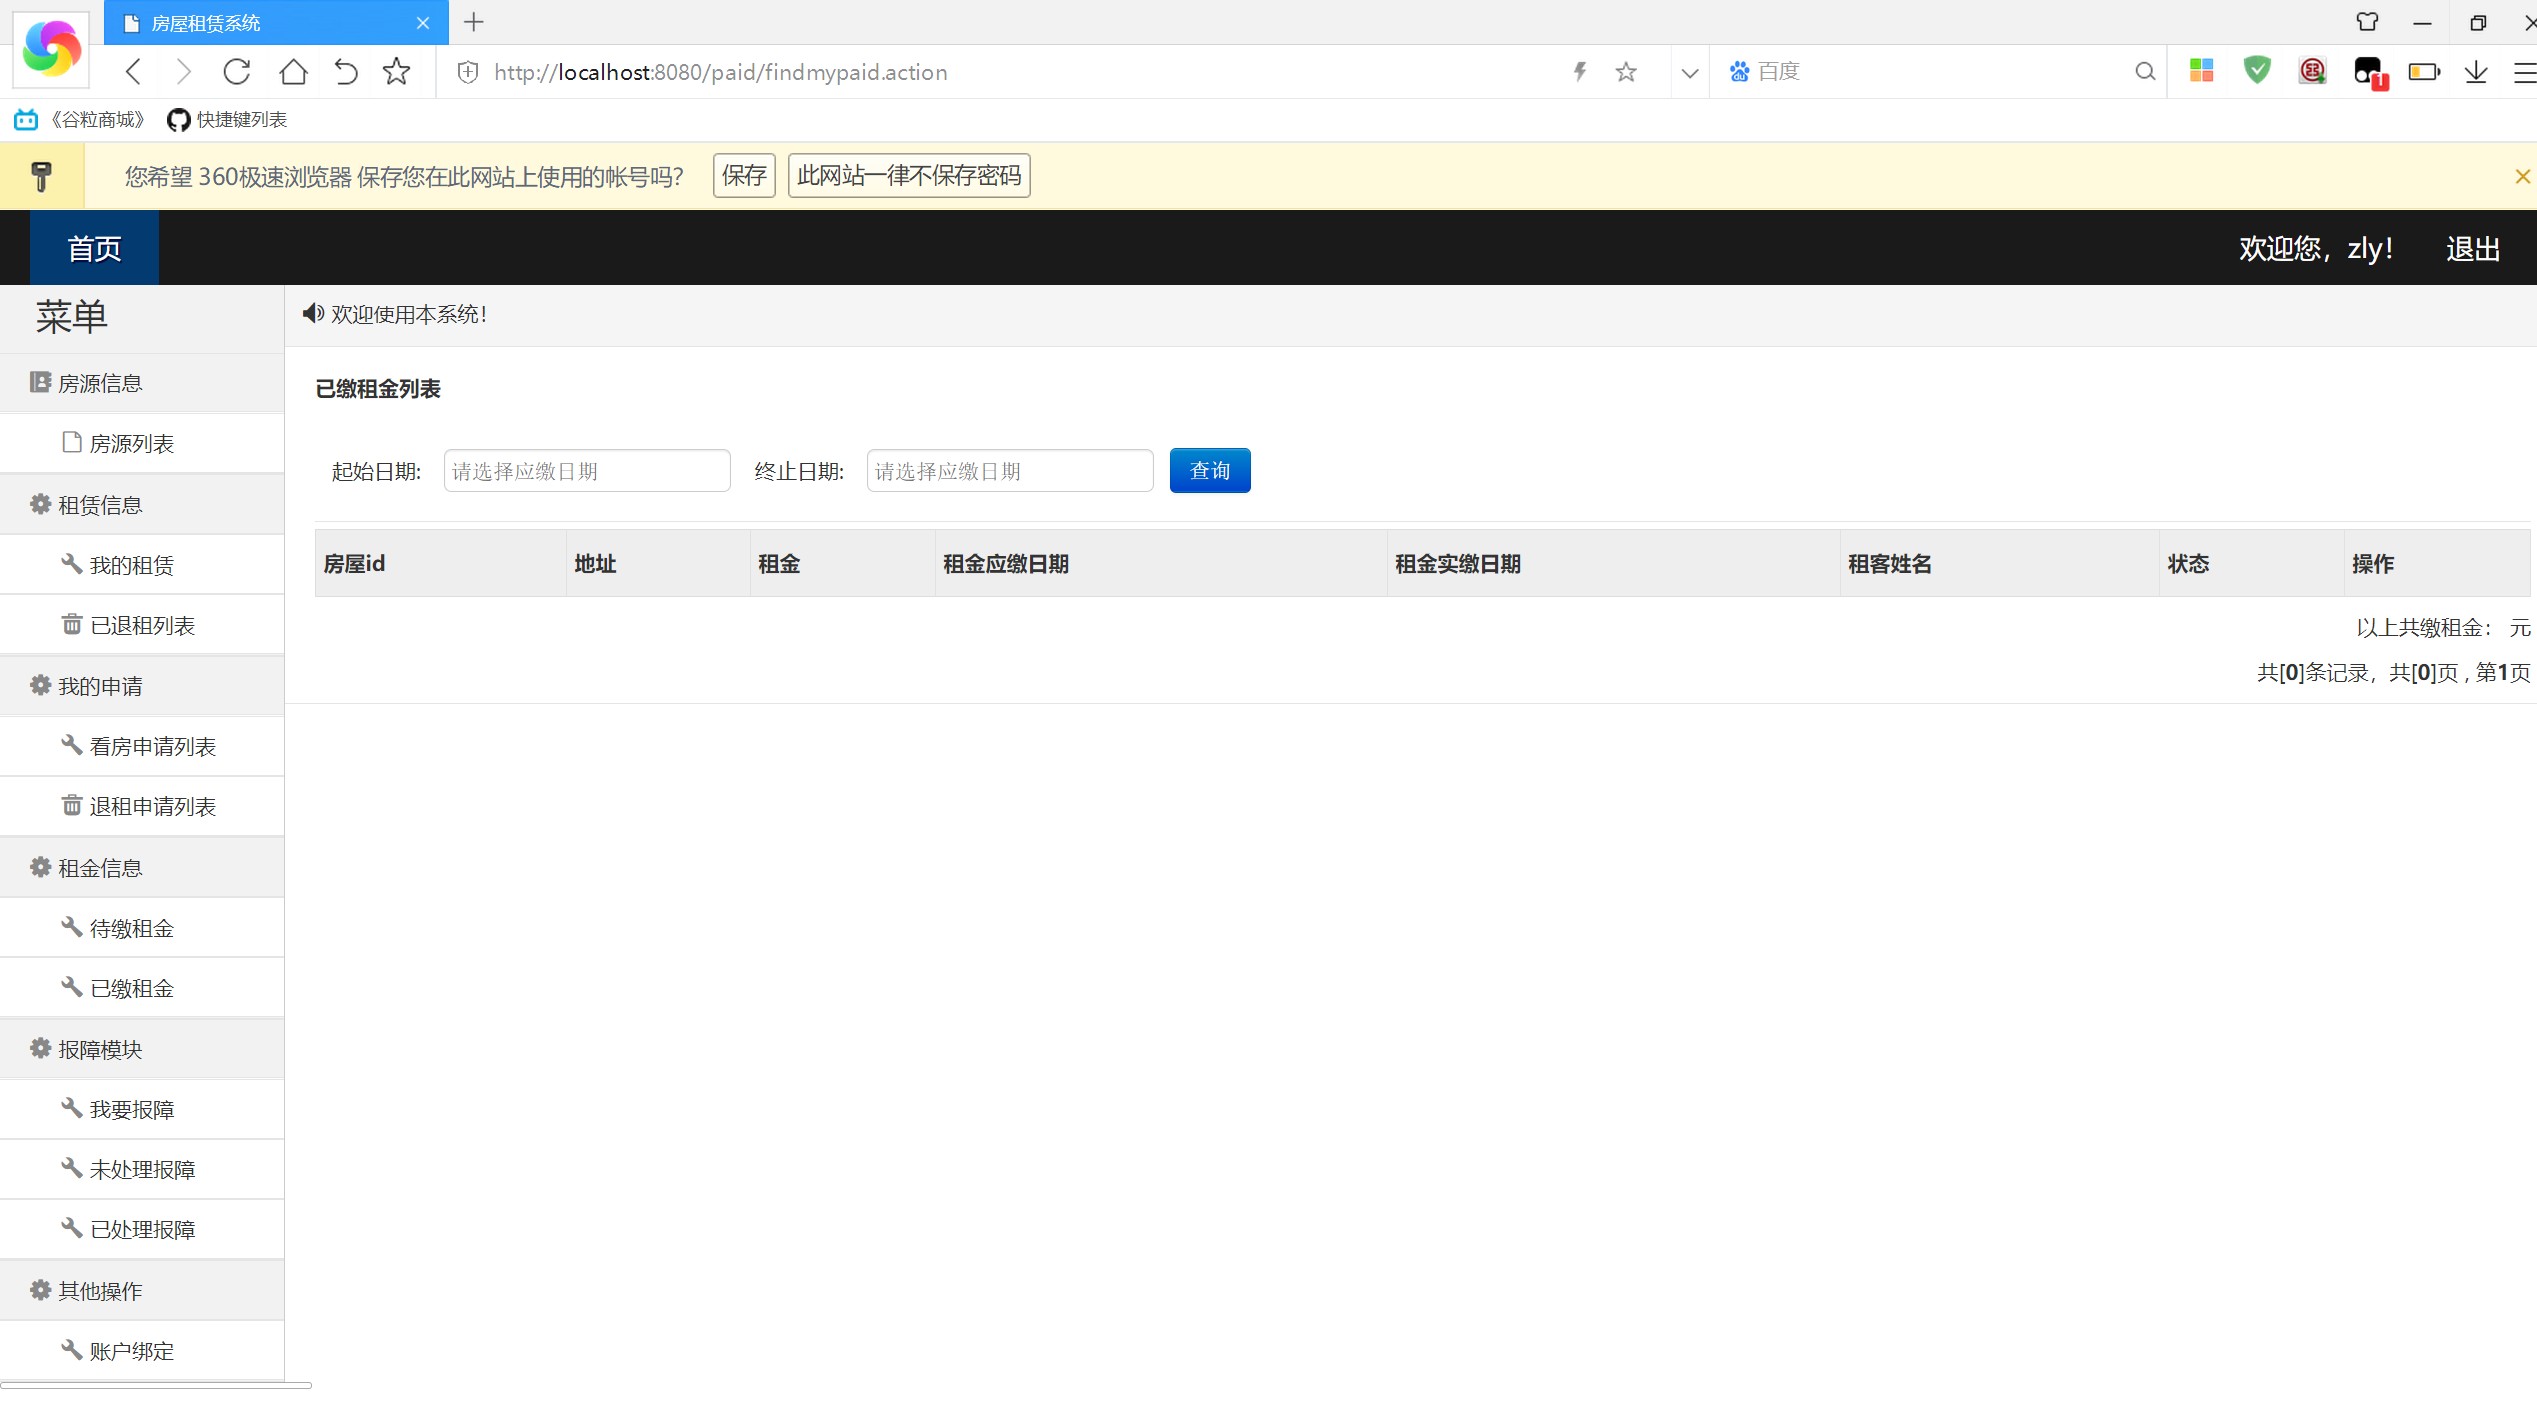 房屋租赁系统
http://localhost:8080/paid/findmypaid.action
百度
1
《谷粒商城》 快捷键列表
您希望 360极速浏览器 保存您在此网站上使用的帐号吗? 保存 此网站一律不保存密码
首页 欢迎您，zly！ 退出
菜单
欢迎使用本系统！
房源信息
房源列表
租赁信息
我的租赁
已退租列表
我的申请
看房申请列表
退租申请列表
租金信息
待缴租金
已缴租金
报障模块
我要报障
未处理报障
已处理报障
其他操作
账户绑定
已缴租金列表
起始日期: 请选择应缴日期 终止日期: 请选择应缴日期 查询
房屋id 地址 租金 租金应缴日期 租金实缴日期 租客姓名 状态 操作
以上共缴租金： 元
共[0]条记录，共[0]页 , 第1页